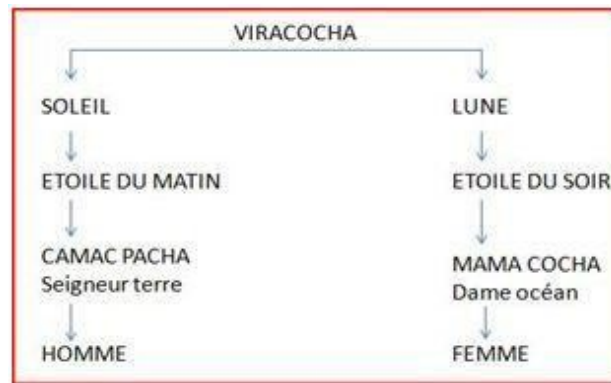 VIRACOCHA
SOLEIL
ETOILE DU MATIN
CAMAC PACHA
Seigneur terre
HOMME
LUNE
ETOILE DU SOIR
MAMA COCHA
Dame océan
FEMME